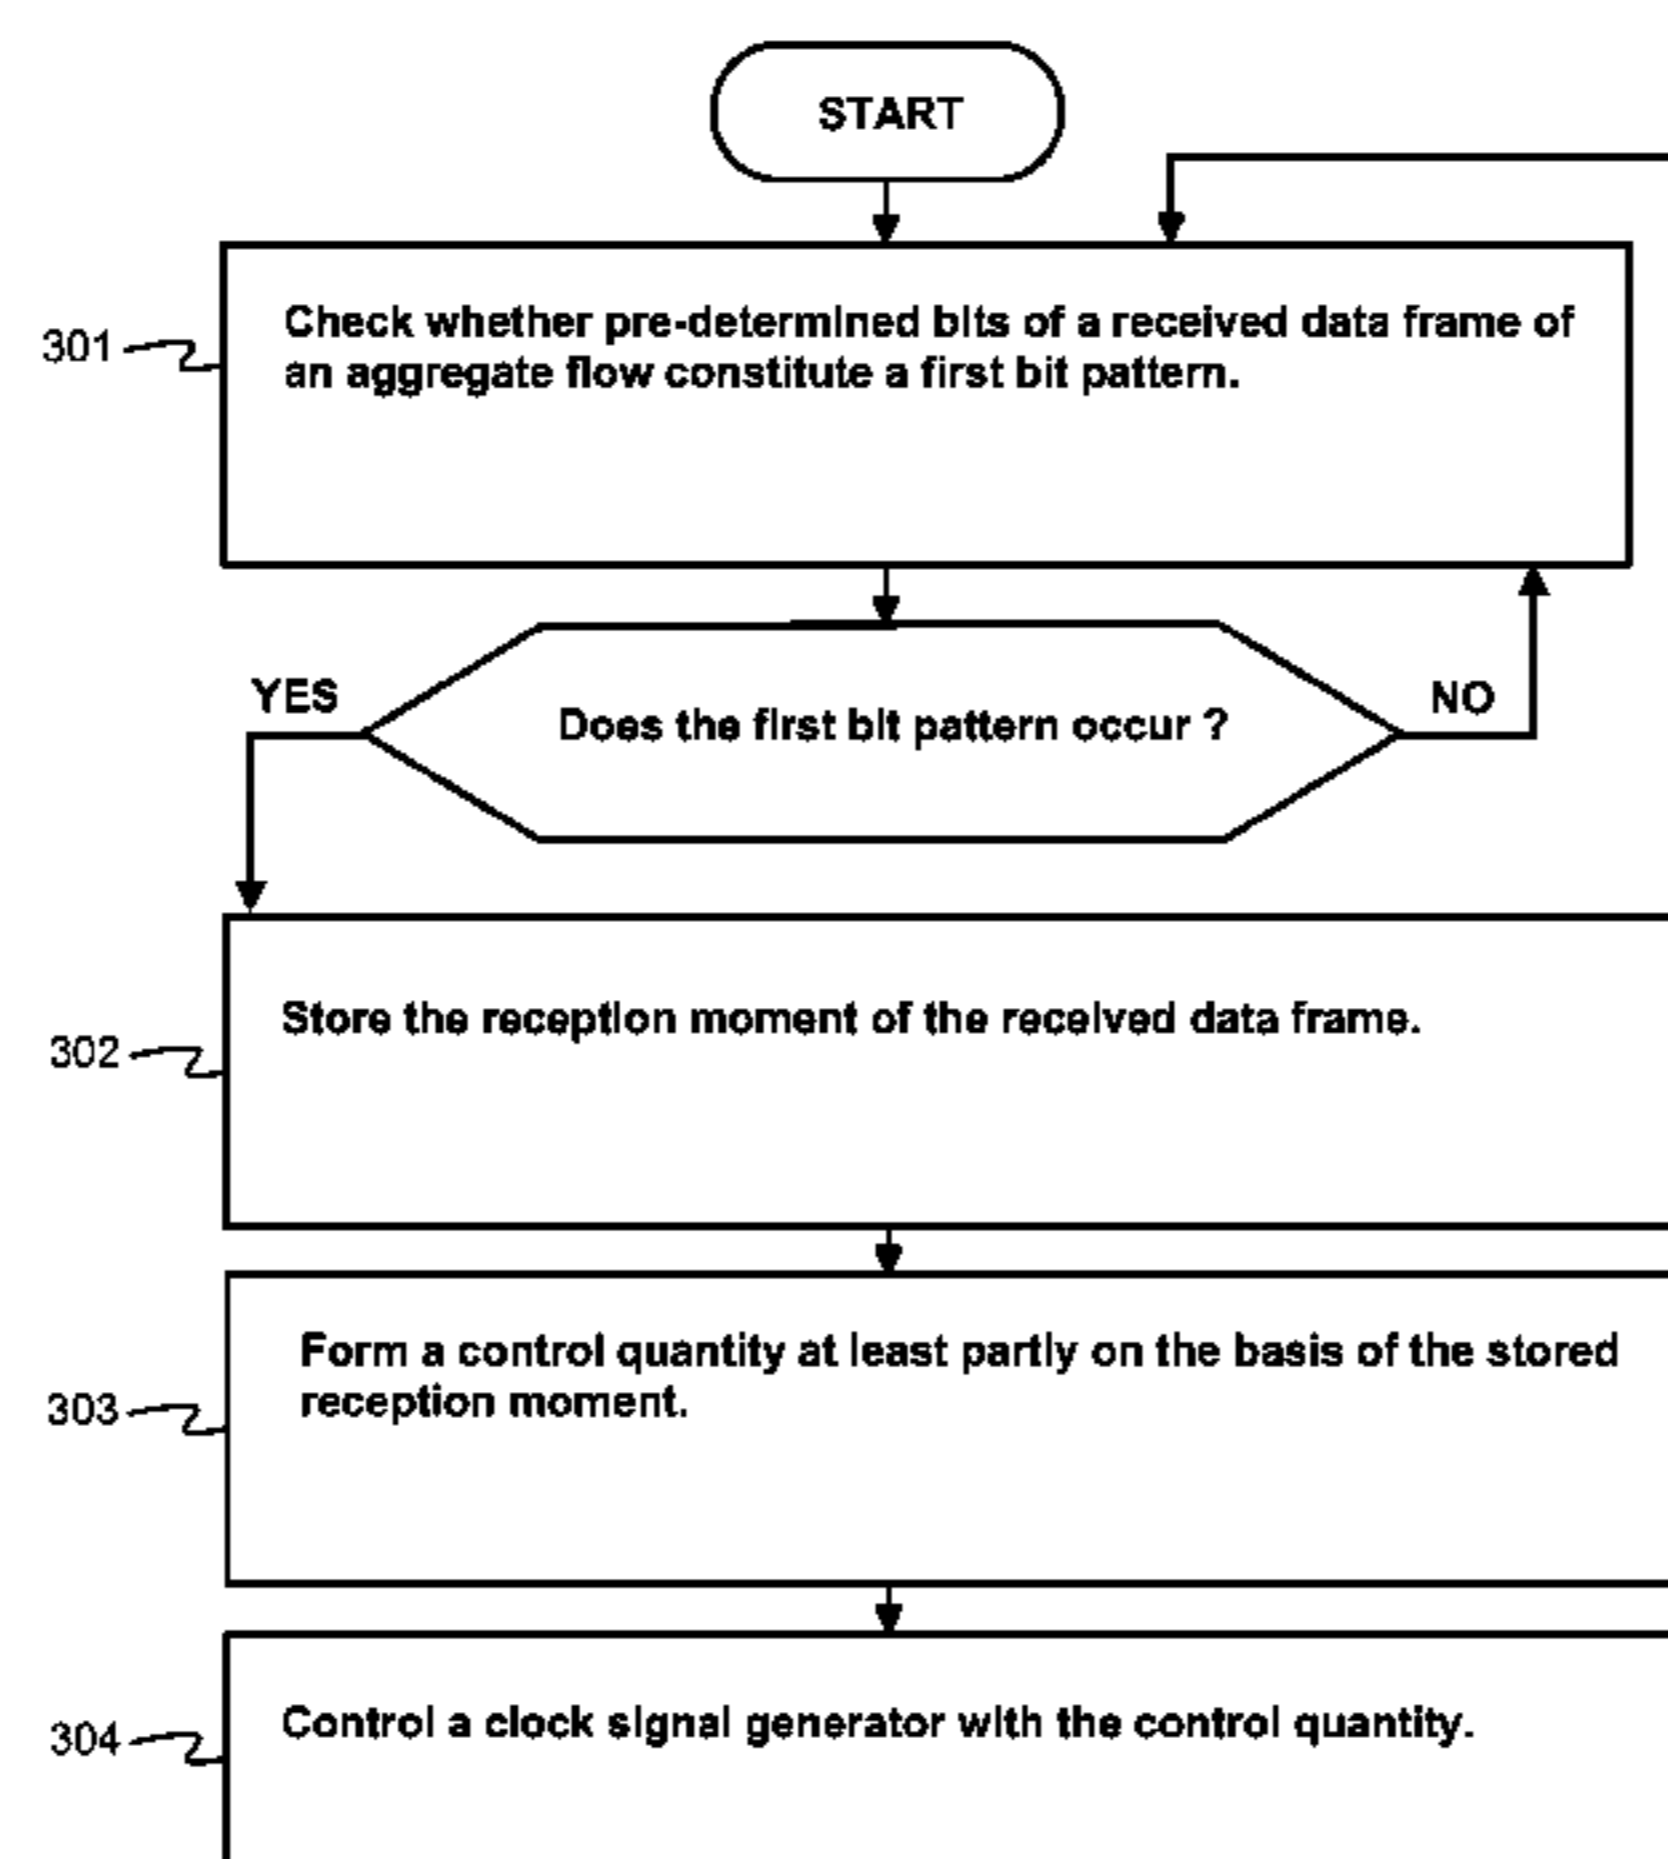 START
301
Check whether pre-determined bits of a received data frame of
an aggregate flow constitute a first bit pattern.
YES
Does the first bit pattern occur ?
NO
302
Store the reception moment of the received data frame.
303
Form a control quantity at least partly on the basis of the stored
reception moment.
304
Control a clock signal generator with the control quantity.